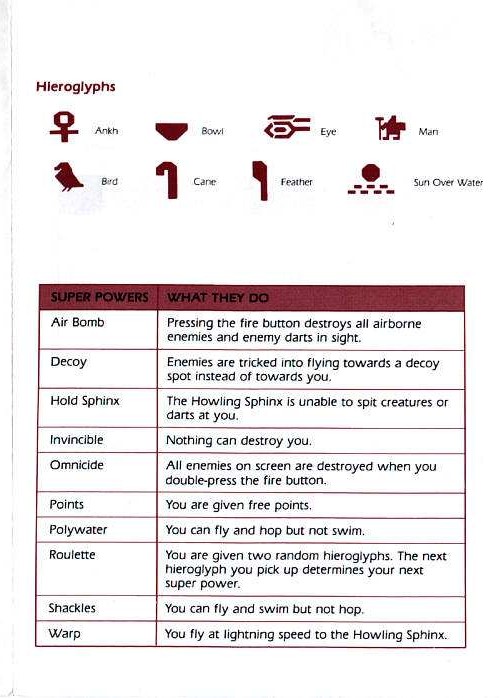 Hieroglyphs
Ankh Bowl Eye Man
Bird Cane Feather Sun Over Water
SUPER POWERS WHAT THEY DO
Air Bomb Pressing the fire button destroys all airborne
enemies and enemy darts in sight.
Decoy Enemies are tricked into flying towards a decoy
spot instead of towards you.
Hold Sphinx The Howling Sphinx is unable to spit creatures or
darts at you.
Invincible Nothing can destroy you.
Omnicide All enemies on screen are destroyed when you
double-press the fire button.
Points You are given free points.
Polywater You can fly and hop but not swim.
Roulette You are given two random hieroglyphs. The next
hieroglyph you pick up determines your next
super power.
Shackles You can fly and swim but not hop.
Warp You fly at lightning speed to the Howling Sphinx.